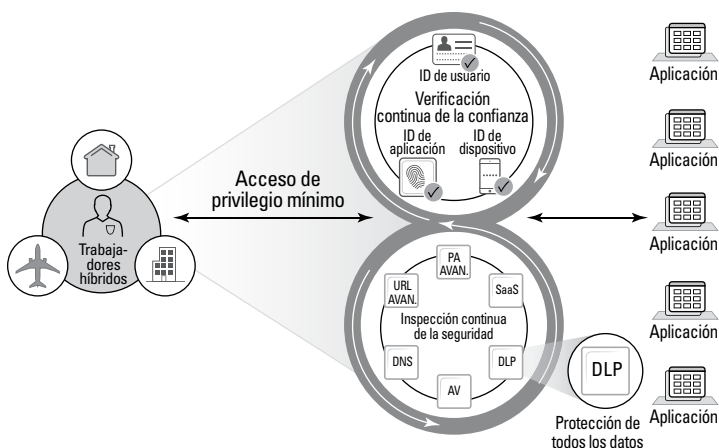 Trabaja-
dores
híbridos
Acceso de
privilegio mínimo
ID de usuario
Verificación
continua de la confianza
ID de
aplicación
ID de
dispositivo
PA
AVAN.
URL
AVAN.
SaaS
Inspección continua
de la seguridad
DNS
DLP
AV
DLP
Protección de
todos los datos
Aplicación
Aplicación
Aplicación
Aplicación
Aplicación